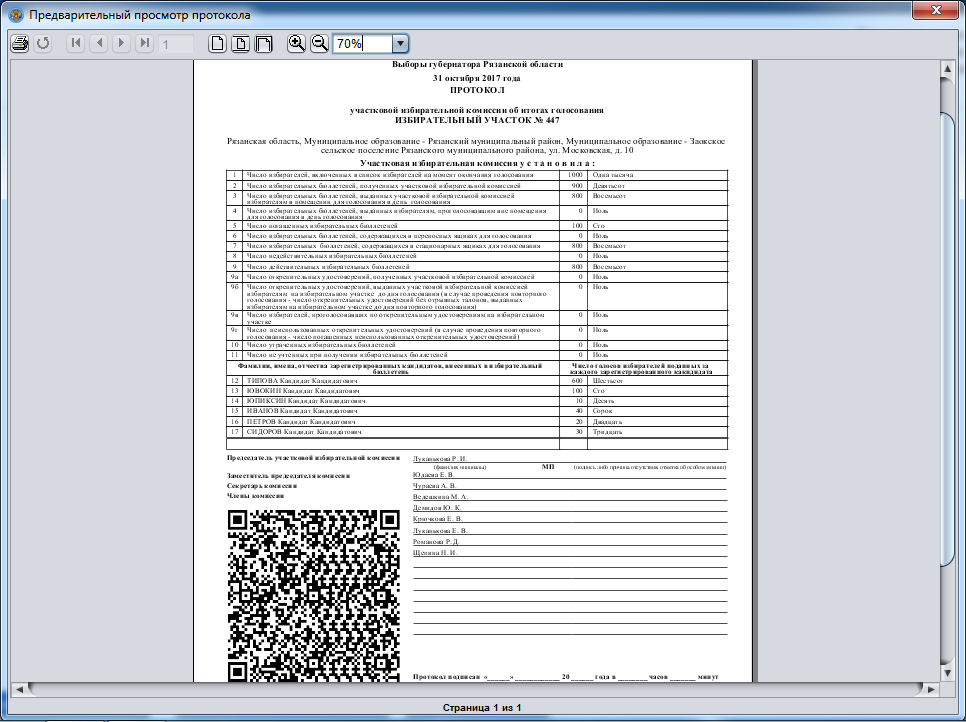 Предварительный просмотр протокола
1
70%
Выборы губернатора Рязанской области
31 октября 2017 года
ПРОТОКОЛ
участковой избирательной комиссии об итогах голосования
ИЗБИРАТЕЛЬНЫЙ УЧАСТОК № 447
Рязанская область, Муниципальное образование - Рязанский муниципальный район, Муниципальное образование - Заокское
сельское поселение Рязанского муниципального района, ул. Московская, д. 10
Участковая избирательная комиссия у с т а н о в и л а :
1 Число избирателей, включенных в список избирателей на момент окончания голосования 1000 Одна тысяча
2 Число избирательных бюллетеней, полученных участковой избирательной комиссией 900 Девятьсот
3 Число избирательных бюллетеней, выданных участковой избирательной комиссией 800 Восемьсот
избирателям в помещении для голосования в день голосования
4 Число избирательных бюллетеней, выданных избирателям, проголосовавшим вне помещения 0 Ноль
для голосования в день голосования
5 Число погашенных избирательных бюллетеней 100 Сто
6 Число избирательных бюллетеней, содержащихся в переносных ящиках для голосования 0 Ноль
7 Число избирательных бюллетеней, содержащихся в стационарных ящиках для голосования 800 Восемьсот
8 Число недействительных избирательных бюллетеней 0 Ноль
9 Число действительных избирательных бюллетеней 800 Восемьсот
9а Число открепительных удостоверений, полученных участковой избирательной комиссией 0 Ноль
9б Число открепительных удостоверений, выданных участковой избирательной комиссией 0 Ноль
избирателям на избирательном участке до дня голосования (в случае проведения повторного
голосования - число открепительных удостоверений без отрывных талонов, выданных
избирателям на избирательном участке до дня повторного голосования)
9в Число избирателей, проголосовавших по открепительным удостоверениям на избирательном 0 Ноль
участке
9г Число неиспользованных открепительных удостоверений (в случае проведения повторного 0 Ноль
голосования - число погашенных неиспользованных открепительных удостоверений)
10 Число утраченных избирательных бюллетеней 0 Ноль
11 Число не учтенных при получении избирательных бюллетеней 0 Ноль
Фамилии, имена, отчества зарегистрированных кандидатов, внесенных в избирательный Число голосов избирателей поданных за
бюллетень каждого зарегистрированного кандидата
12 ТИПОВА Кандидат Кандидатович 600 Шестьсот
13 ЮВОКИН Кандидат Кандидатович 100 Сто
14 ЮПИКСИН Кандидат Кандидатович 10 Десять
15 ИВАНОВ Кандидат Кандидатович 40 Сорок
16 ПЕТРОВ Кандидат Кандидатович 20 Двадцать
17 СИДОРОВ Кандидат Кандидатович 30 Тридцать
Председатель участковой избирательной комиссии Луканькова Р. И.
(фамилия, инициалы) МП (подпись либо причина отсутствия, отметка об особом мнении)
Заместитель председателя комиссии Юдаева Е. В.
Секретарь комиссии Чураева А. В.
Члены комиссии Ведешкина М. А.
Демидов Ю. К.
Крючкова Е. В.
Луканькова Е. В.
Романова Р. Д.
Щенина Н. И.
Протокол подписан «______» ____________ 20 ______ года в ________ часов _______ минут
Страница 1 из 1